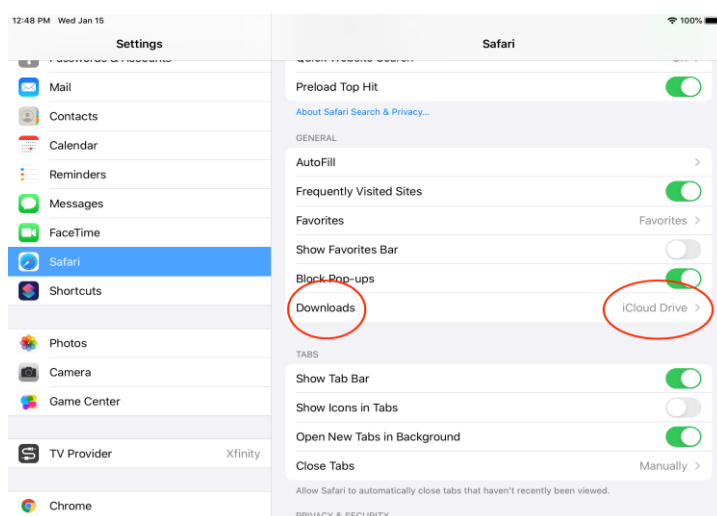 12:48 PM Wed Jan 15
100%
Settings
Mail
Contacts
Calendar
Reminders
Messages
FaceTime
Safari
Shortcuts
Photos
Camera
Game Center
TV Provider Xfinity
Chrome
Safari
Preload Top Hit
About Safari Search & Privacy...
GENERAL
AutoFill
Frequently Visited Sites
Favorites Favorites
Show Favorites Bar
Block Pop-ups
Downloads iCloud Drive
TABS
Show Tab Bar
Show Icons in Tabs
Open New Tabs in Background
Close Tabs Manually
Allow Safari to automatically close tabs that haven't recently been viewed.
PRIVACY & SECURITY